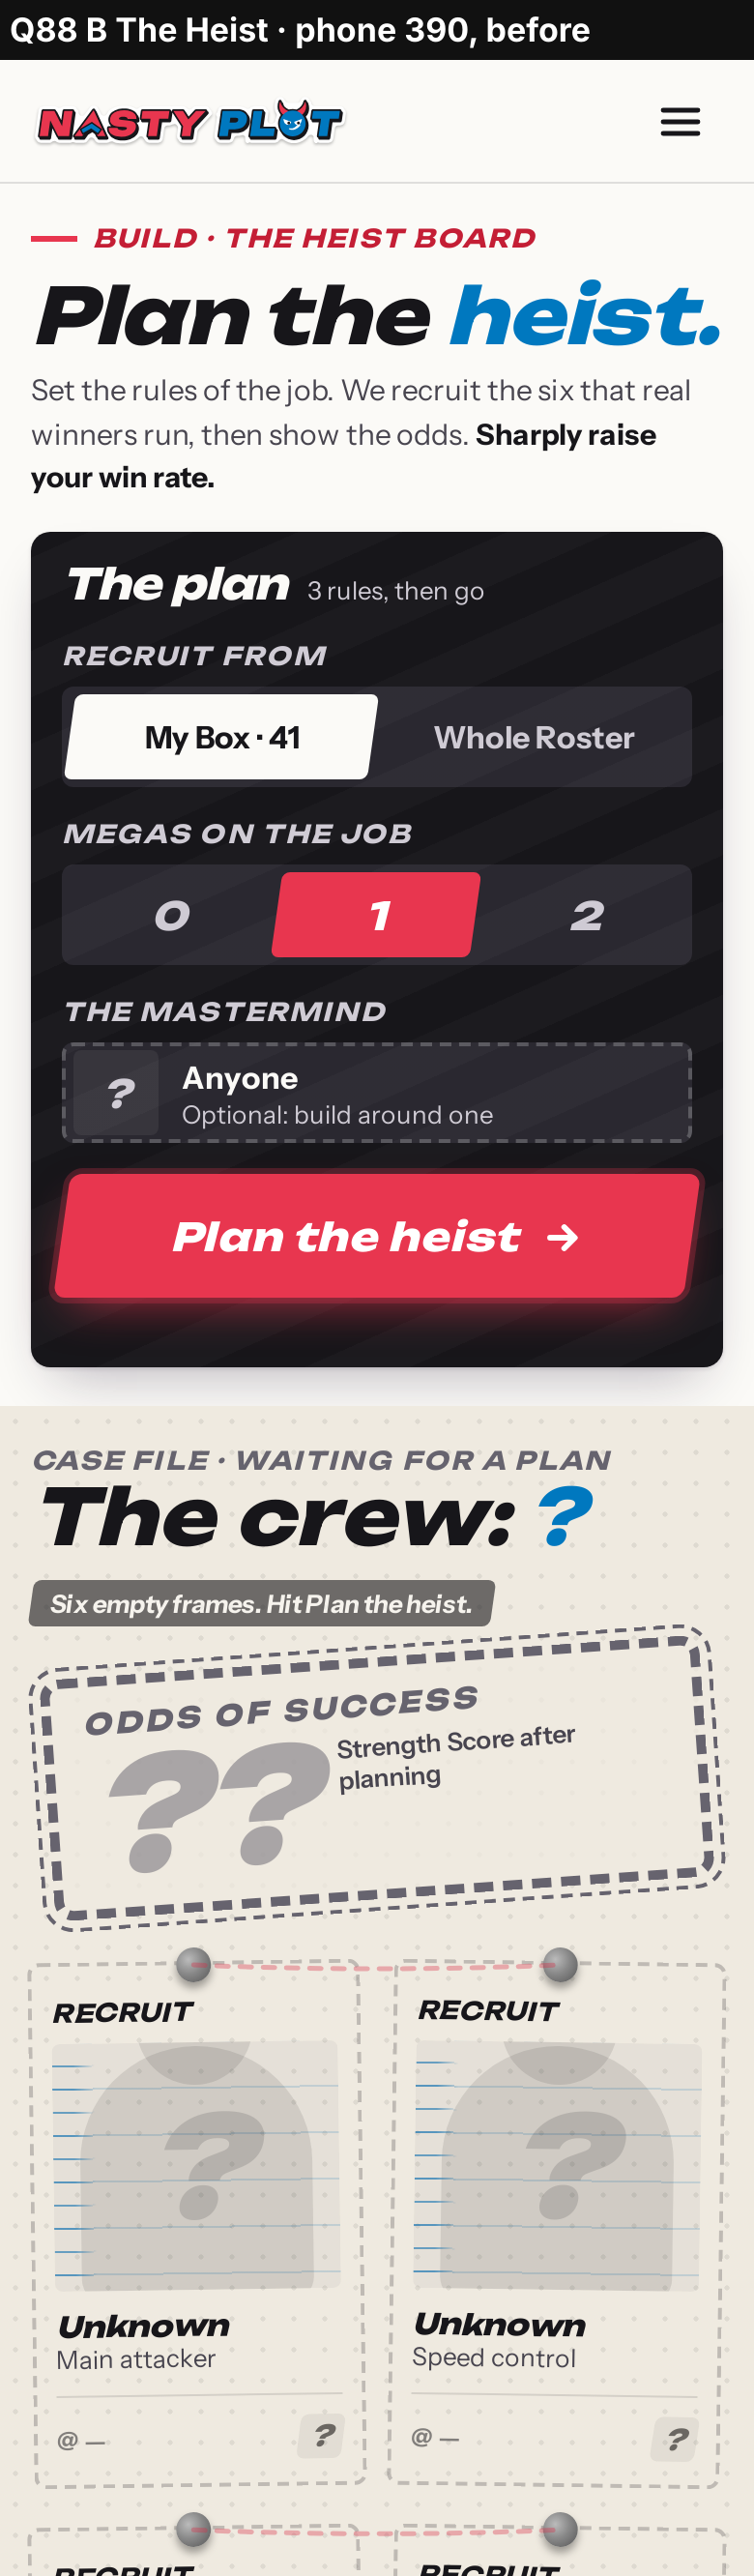 Q88 B The Heist · phone 390, before
NASTY PLOT
BUILD · THE HEIST BOARD
Plan the heist.
Set the rules of the job. We recruit the six that real
winners run, then show the odds. Sharply raise
your win rate.
The plan 3 rules, then go
RECRUIT FROM
My Box · 41 Whole Roster
MEGAS ON THE JOB
0 1 2
THE MASTERMIND
? Anyone
Optional: build around one
Plan the heist →
CASE FILE · WAITING FOR A PLAN
The crew: ?
Six empty frames. Hit Plan the heist.
ODDS OF SUCCESS
?? Strength Score after
planning
RECRUIT RECRUIT
? ?
Unknown Unknown
Main attacker Speed control
@ — ? @ — ?
RECRUIT RECRUIT